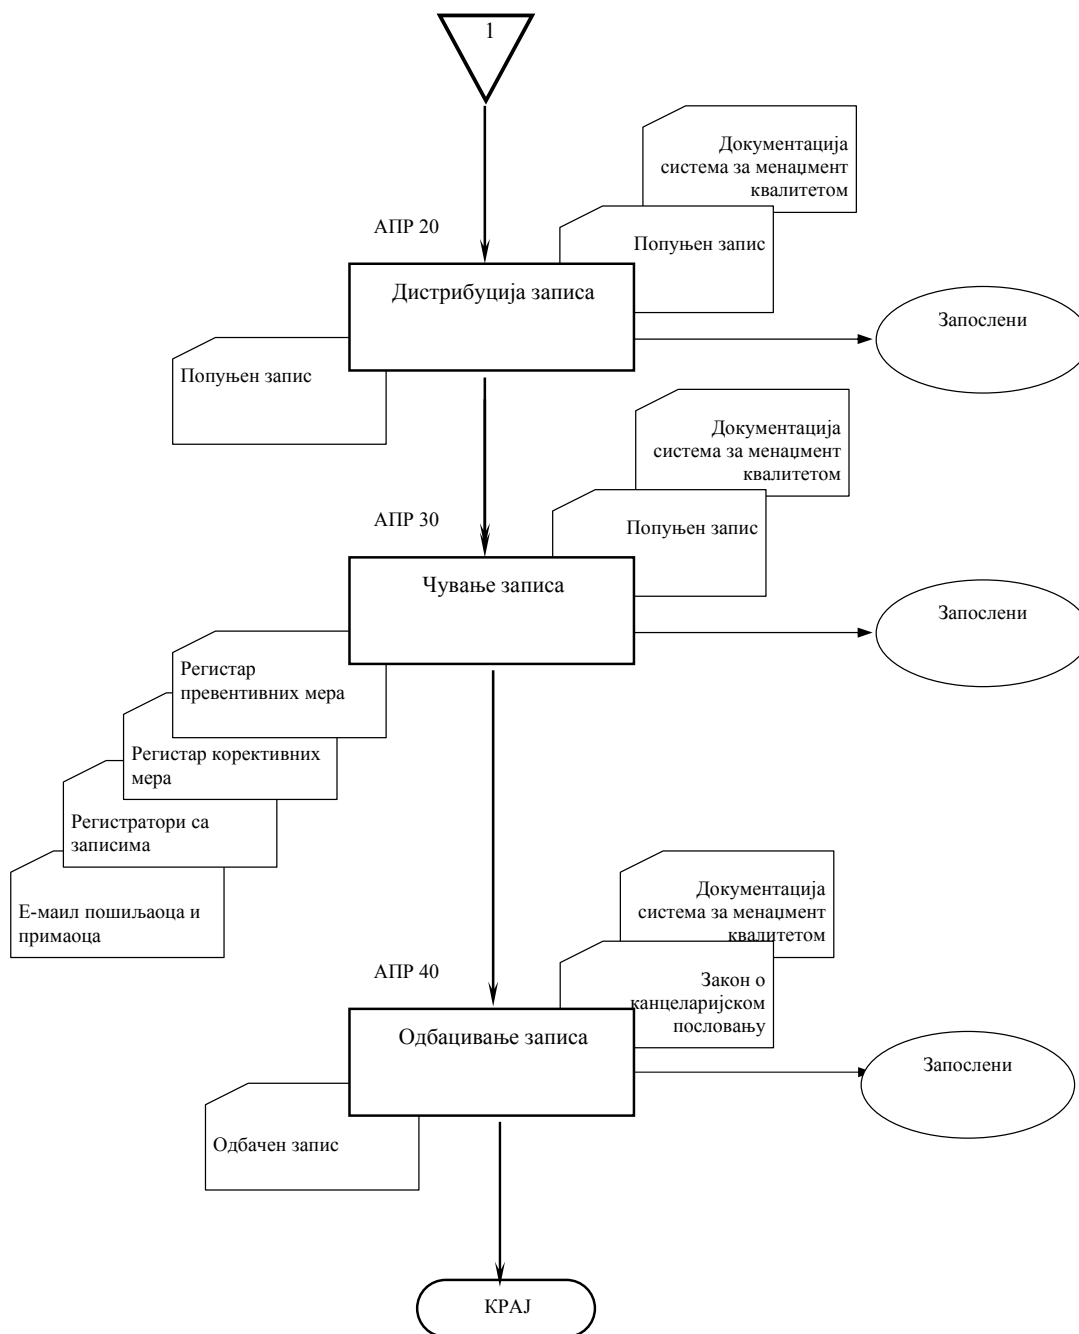 1
Документација
система за менаџмент
квалитетом
АПР 20
Попуњен запис
Дистрибуција записа
Запослени
Попуњен запис
Документација
система за менаџмент
квалитетом
АПР 30
Попуњен запис
Чување записа
Запослени
Регистар
превентивних мера
Регистар корективних
мера
Регистратори са
записима
Е-маил пошиљаоца и
примаоца
Документација
система за менаџмент
квалитетом
АПР 40
Закон о
канцеларијском
пословању
Одбацивање записа
Запослени
Одбачен запис
КРАЈ